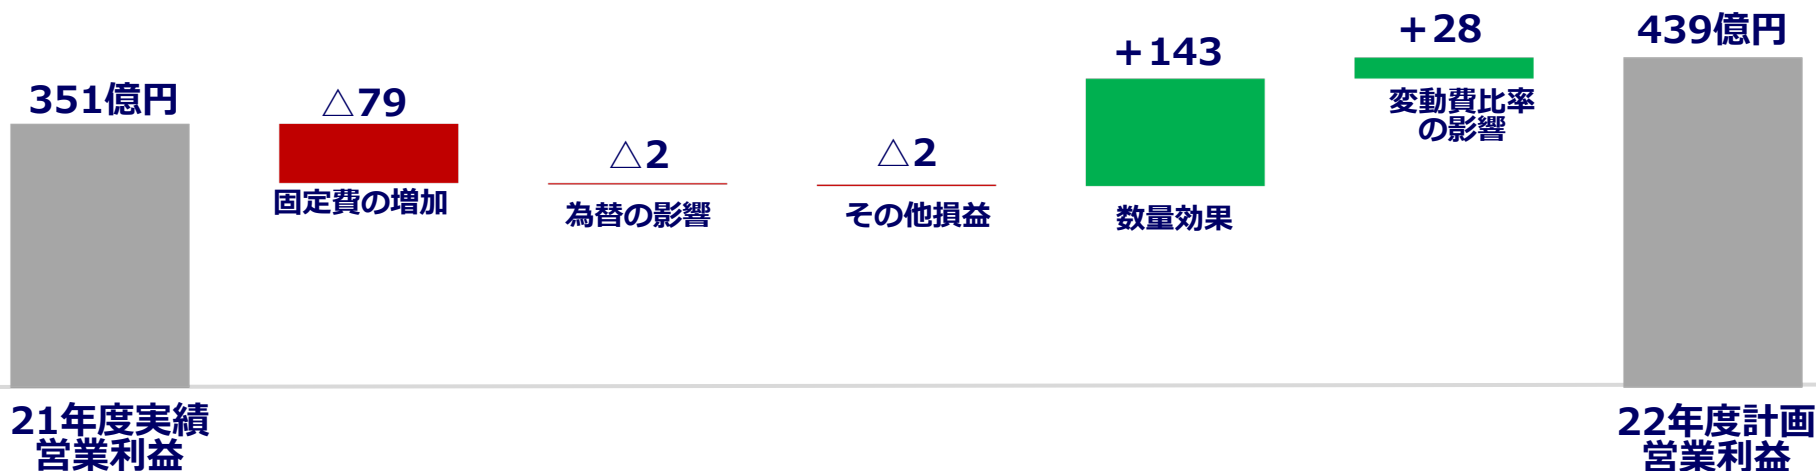 351億円
21年度実績
営業利益
△79
固定費の増加
△2
為替の影響
△2
その他損益
+143
数量効果
+28
変動費比率
の影響
439億円
22年度計画
営業利益